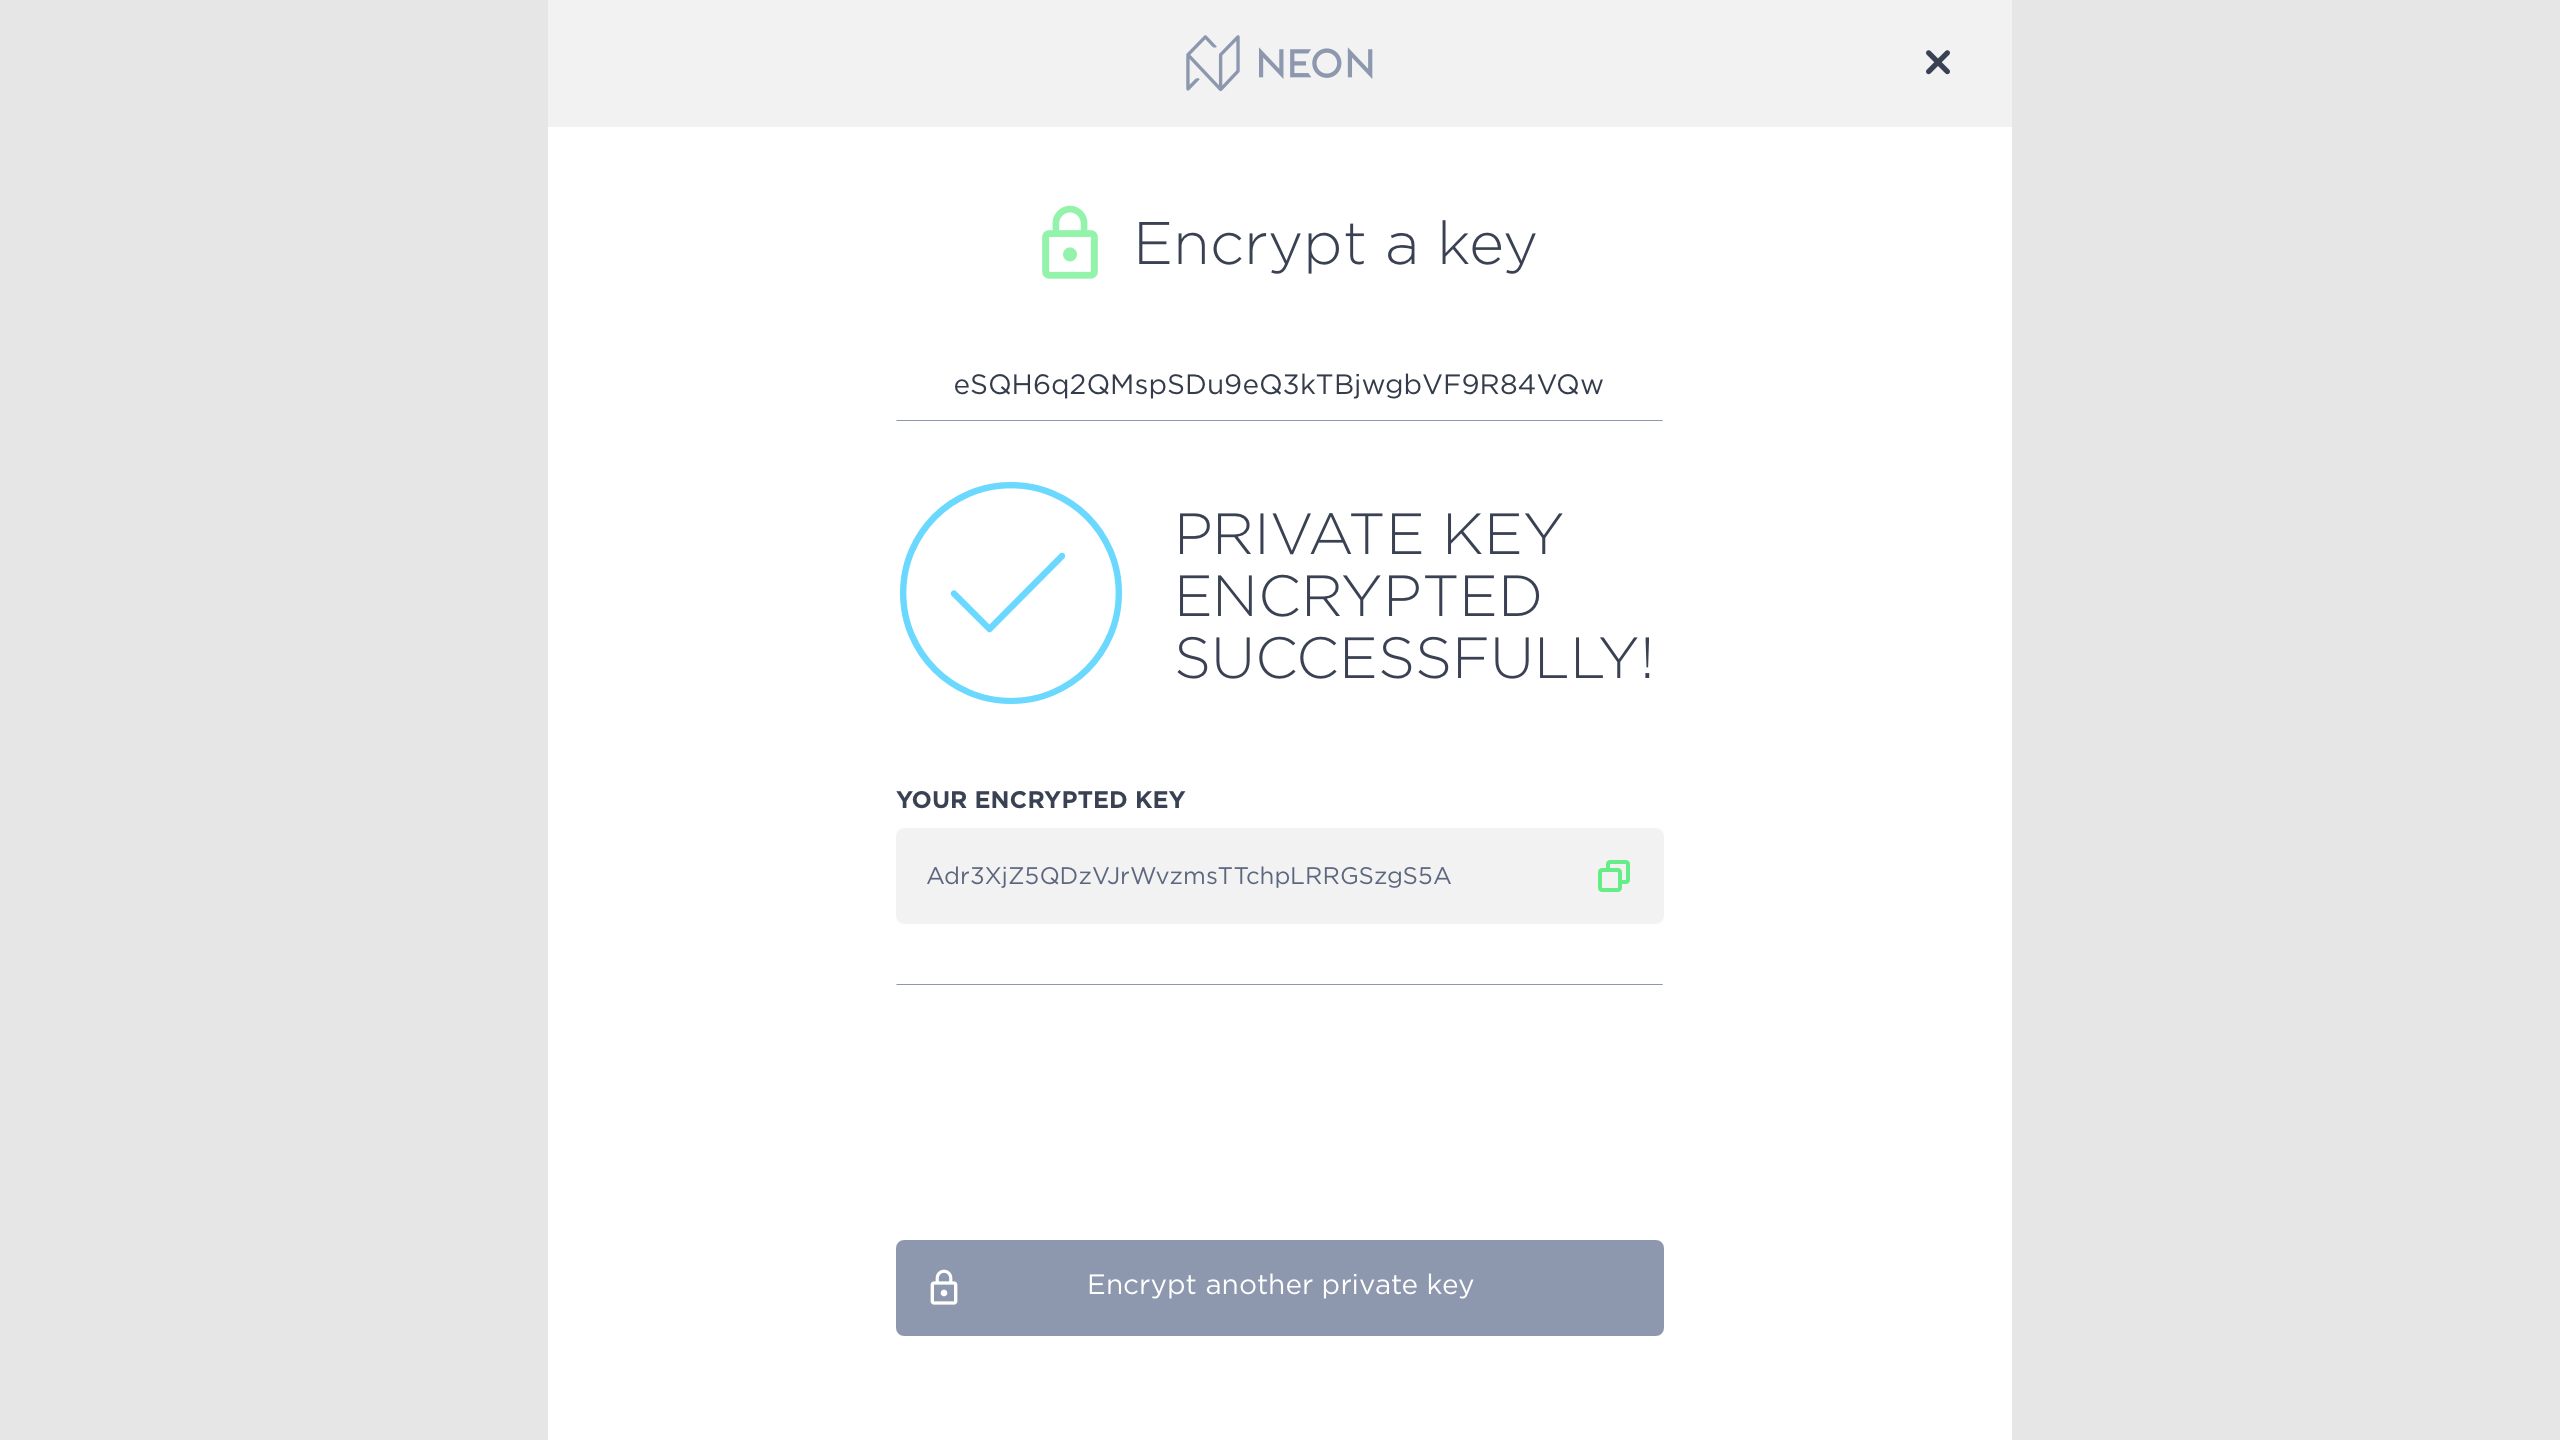 NEON
Encrypt a key
eSQH6q2QMspSDu9eQ3kTBjwgbVF9R84VQw
PRIVATE KEY
ENCRYPTED
SUCCESSFULLY!
YOUR ENCRYPTED KEY
Adr3XjZ5QDzVJrWvzmsTTchpLRRGSzgS5A
Encrypt another private key